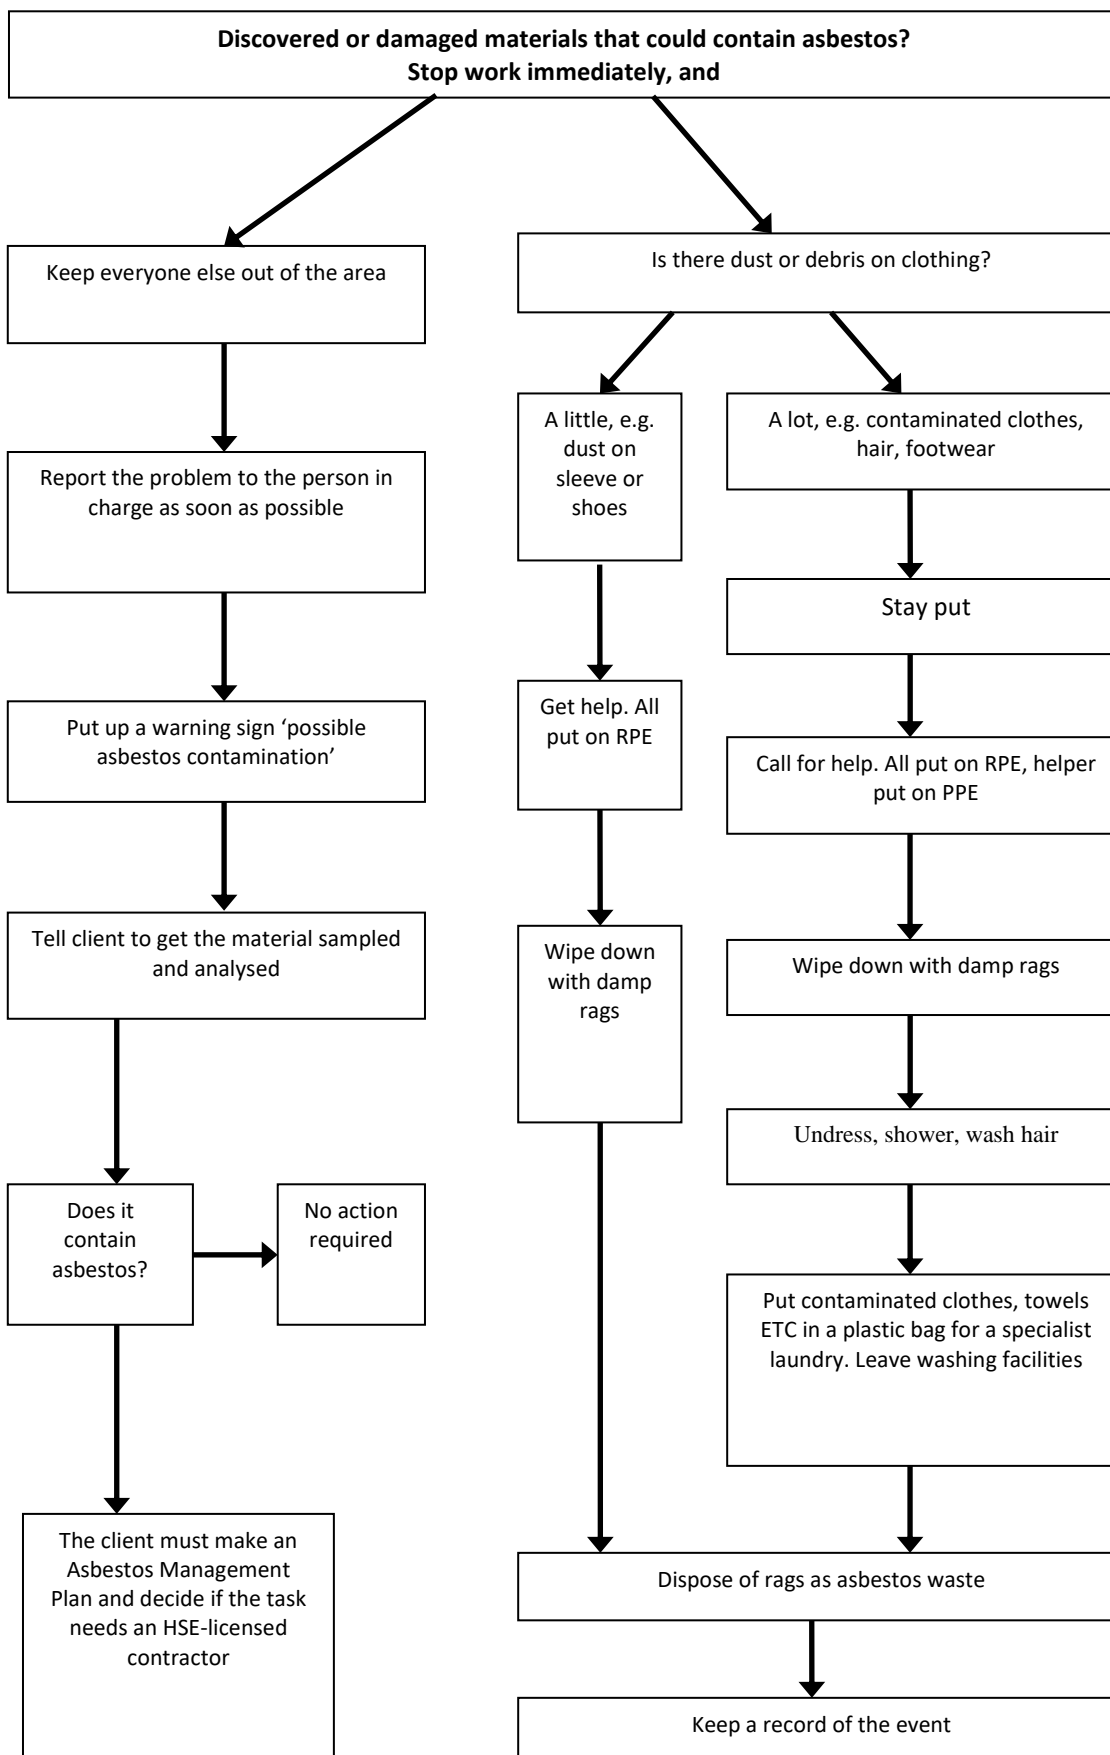 Discovered or damaged materials that could contain asbestos?
Stop work immediately, and
Keep everyone else out of the area
Report the problem to the person in
charge as soon as possible
Put up a warning sign ‘possible
asbestos contamination’
Tell client to get the material sampled
and analysed
Does it
contain
asbestos?
No action
required
The client must make an
Asbestos Management
Plan and decide if the task
needs an HSE-licensed
contractor
Is there dust or debris on clothing?
A little, e.g.
dust on
sleeve or
shoes
Get help. All
put on RPE
Wipe down
with damp
rags
A lot, e.g. contaminated clothes,
hair, footwear
Stay put
Call for help. All put on RPE, helper
put on PPE
Wipe down with damp rags
Undress, shower, wash hair
Put contaminated clothes, towels
ETC in a plastic bag for a specialist
laundry. Leave washing facilities
Dispose of rags as asbestos waste
Keep a record of the event